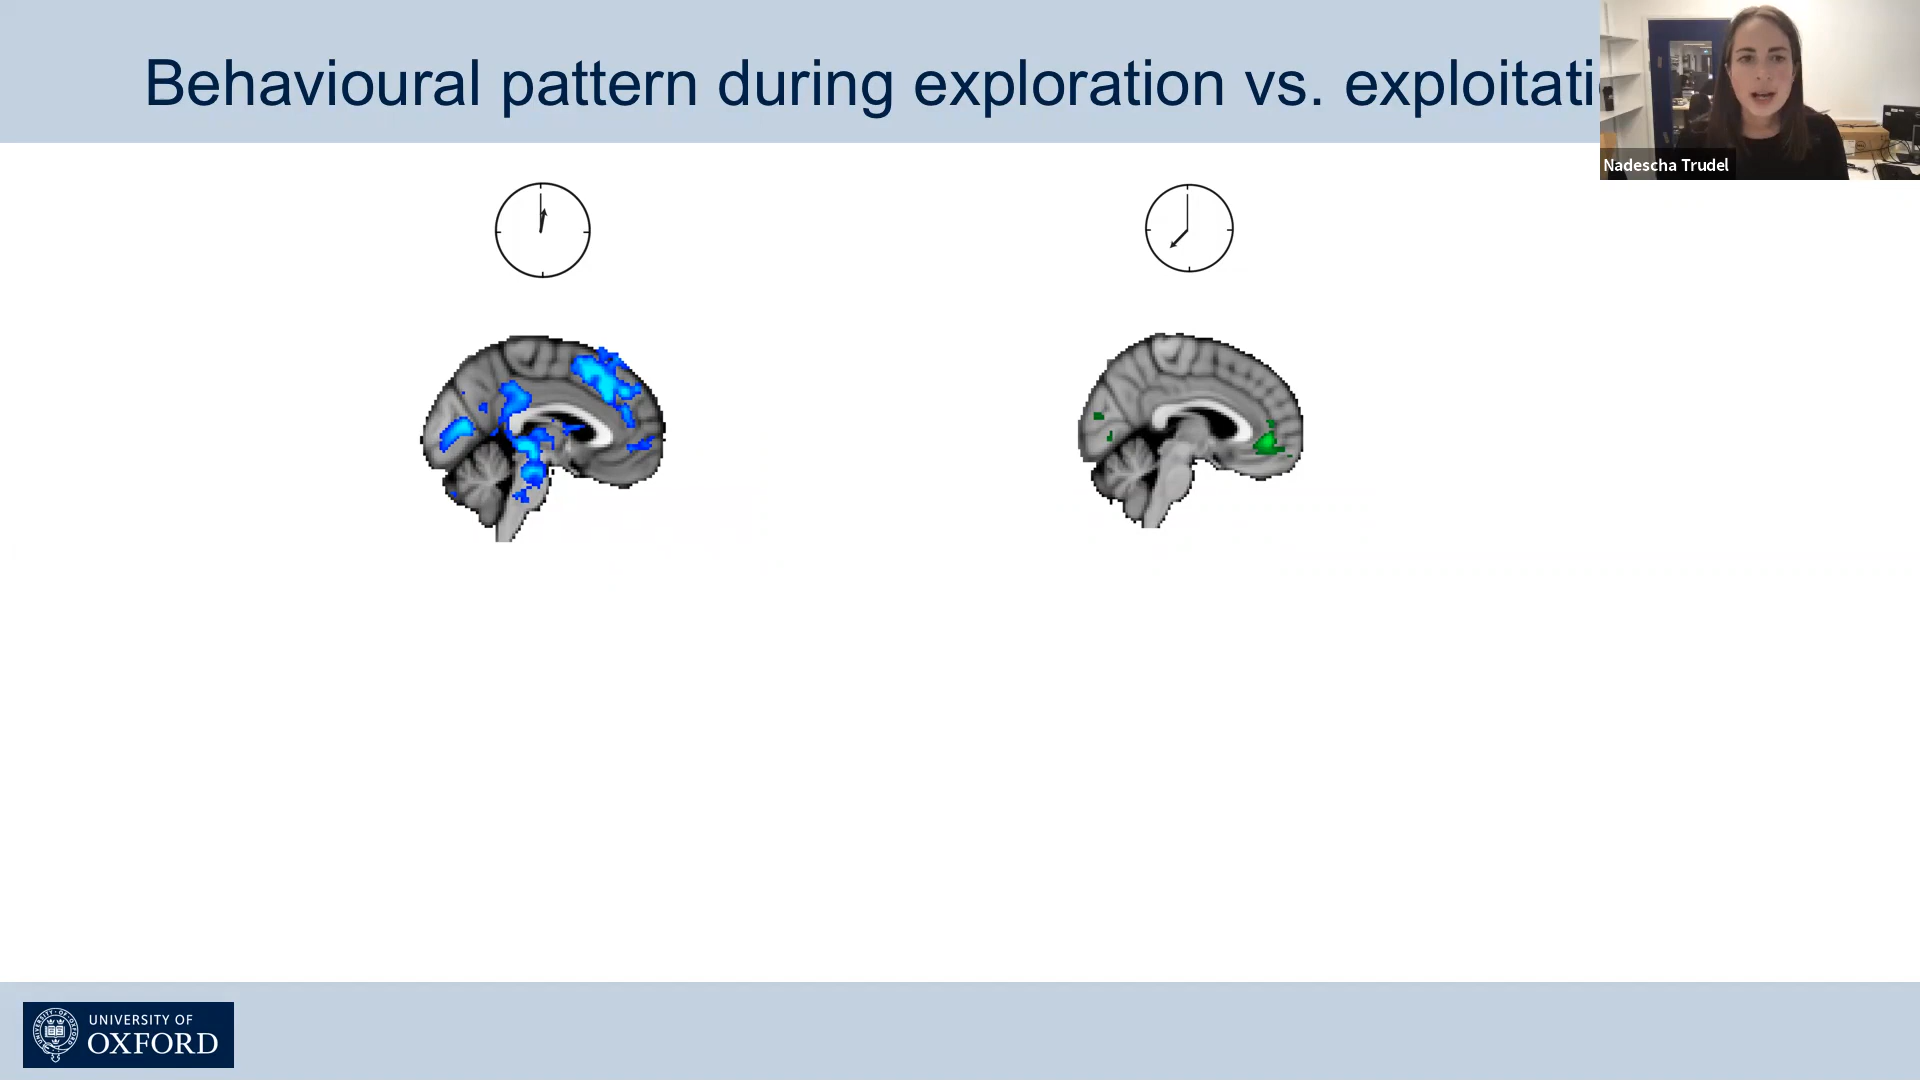 Behavioural pattern during exploration vs. exploitati
Nadescha Trudel
UNIVERSITY OF
OXFORD